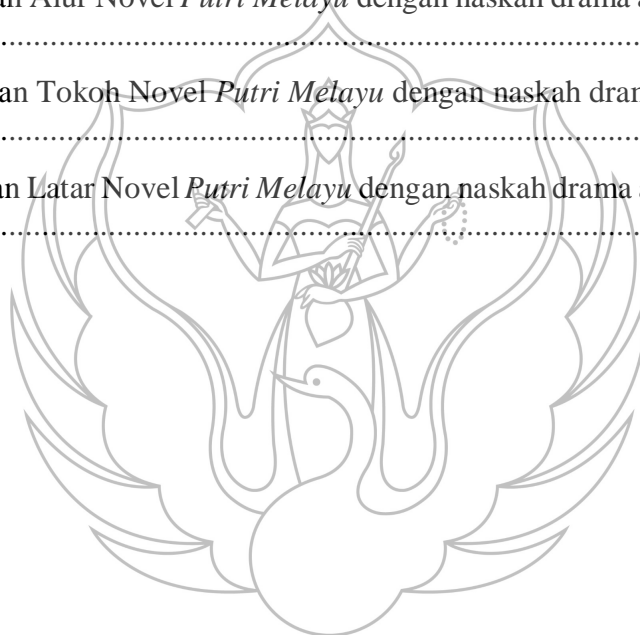 an Alur Novel Putri Melayu dengan naskah drama
....................................................................................
an Tokoh Novel Putri Melayu dengan naskah dram
....................................................................................
an Latar Novel Putri Melayu dengan naskah drama
....................................................................................